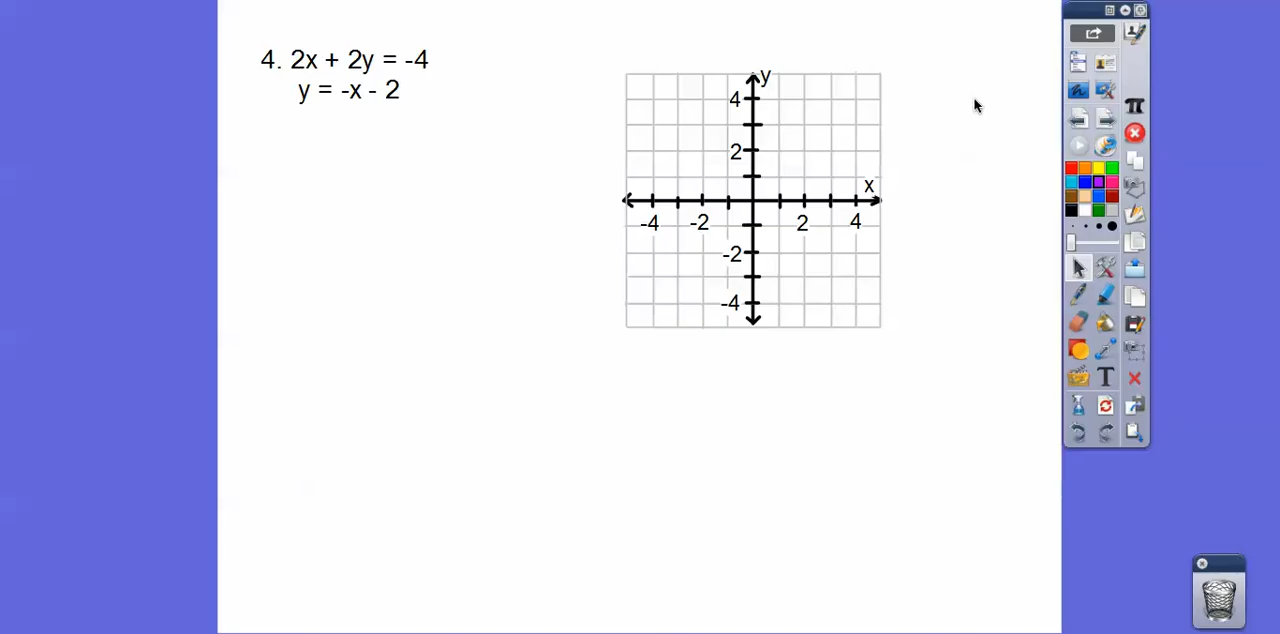 4. 2x + 2y = -4
y = -x - 2
y
4
2
x
-4 -2 2 4
-2
-4
T